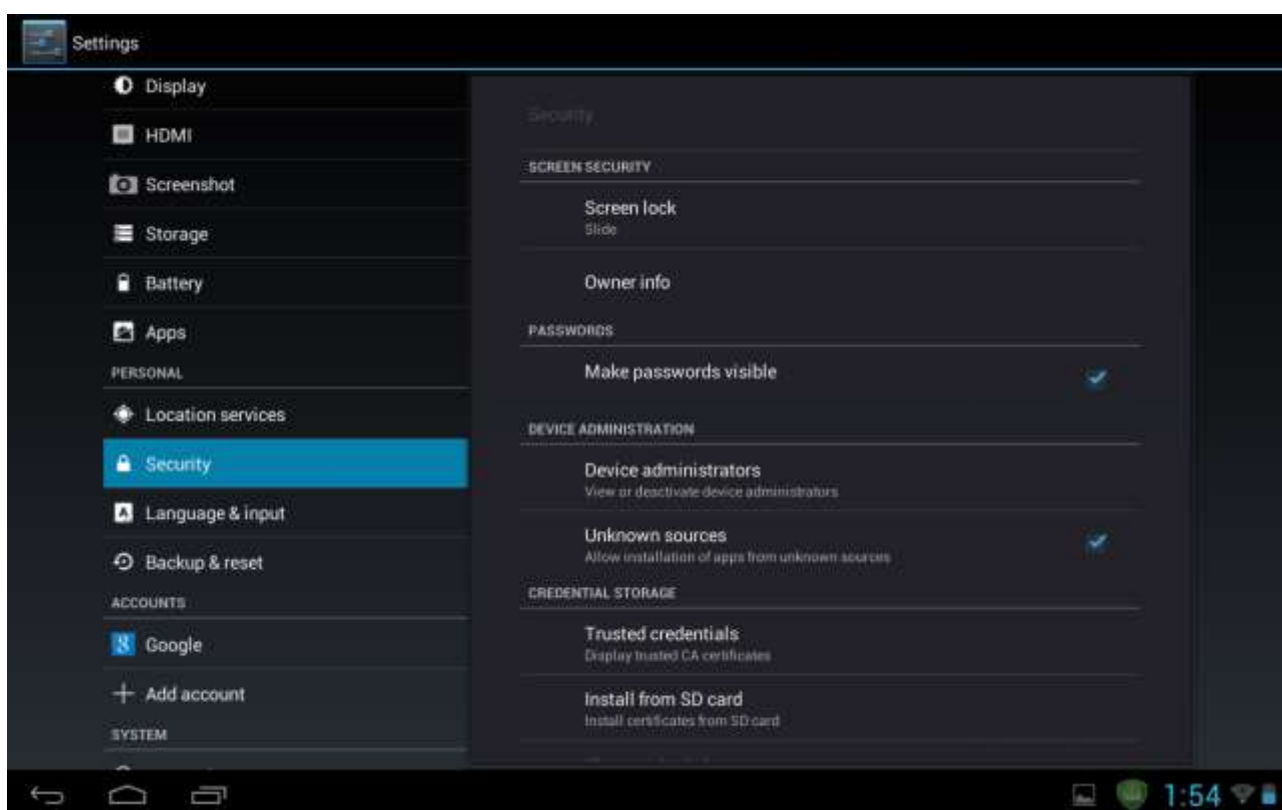 Settings
Display
HDMI
Screenshot
Storage
Battery
Apps
PERSONAL
Location services
Security
Language & input
Backup & reset
ACCOUNTS
Google
Add account
SYSTEM
Security
SCREEN SECURITY
Screen lock
Slide
Owner info
PASSWORDS
Make passwords visible
DEVICE ADMINISTRATION
Device administrators
View or deactivate device administrators
Unknown sources
Allow installation of apps from unknown sources
CREDENTIAL STORAGE
Trusted credentials
Display trusted CA certificates
Install from SD card
Install certificates from SD card
1:54